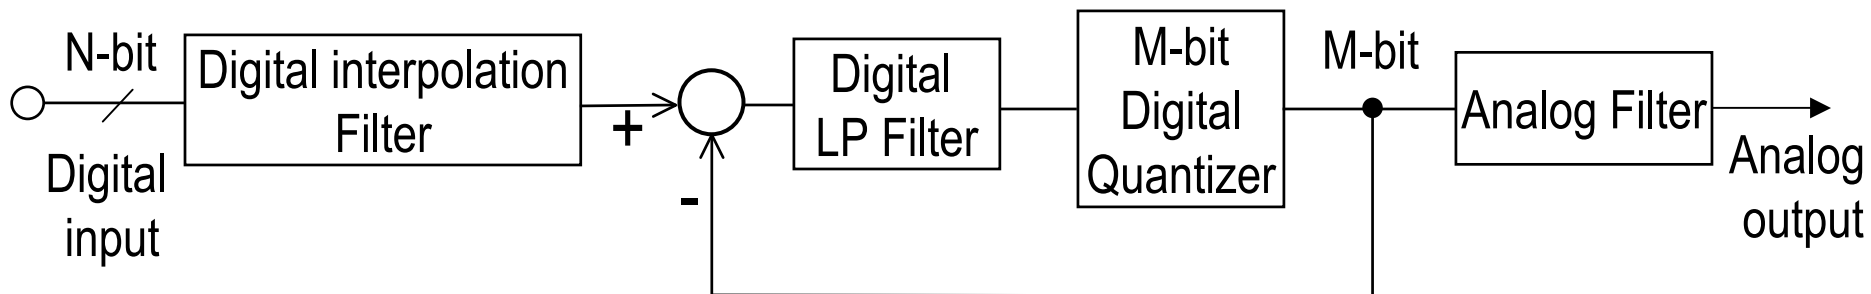 N-bit
Digital
input
Digital interpolation
Filter
+
-
Digital
LP Filter
M-bit
Digital
Quantizer
M-bit
Analog Filter
Analog
output